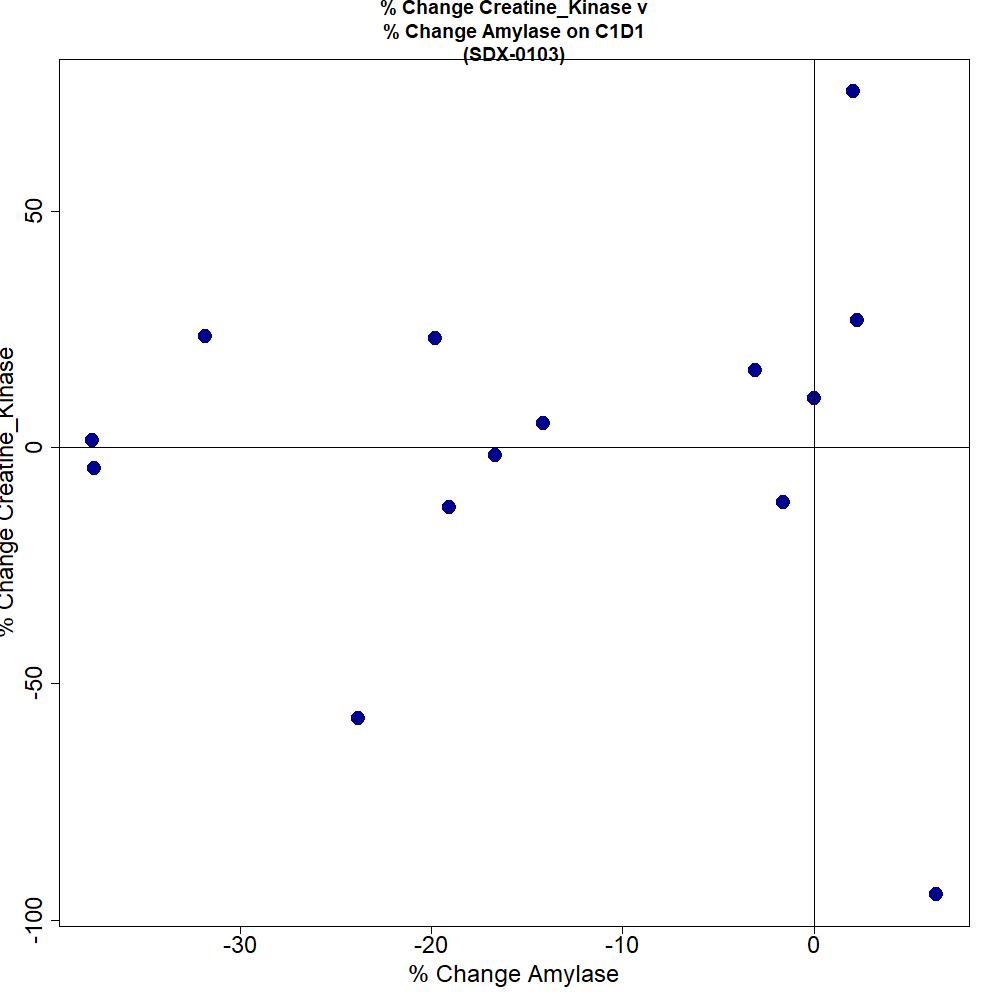 % Change Creatine_Kinase v
% Change Amylase on C1D1
(SDX-0103)
% Change Creatine_Kinase
50
0
-50
-100
-30
-20
-10
0
% Change Amylase